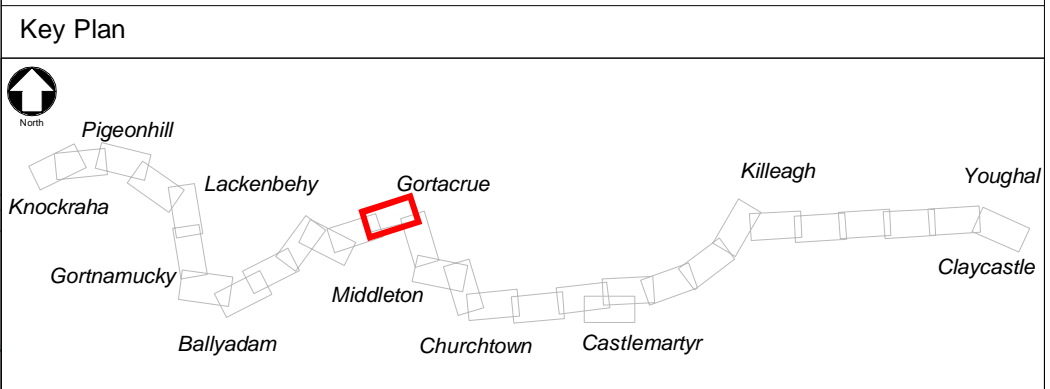 Key Plan
North
Pigeonhill
Killeagh
Youghal
Lackenbehy
Gortacrue
Knockraha
Gortnamucky
Claycastle
Middleton
Ballyadam
Churchtown
Castlemartyr